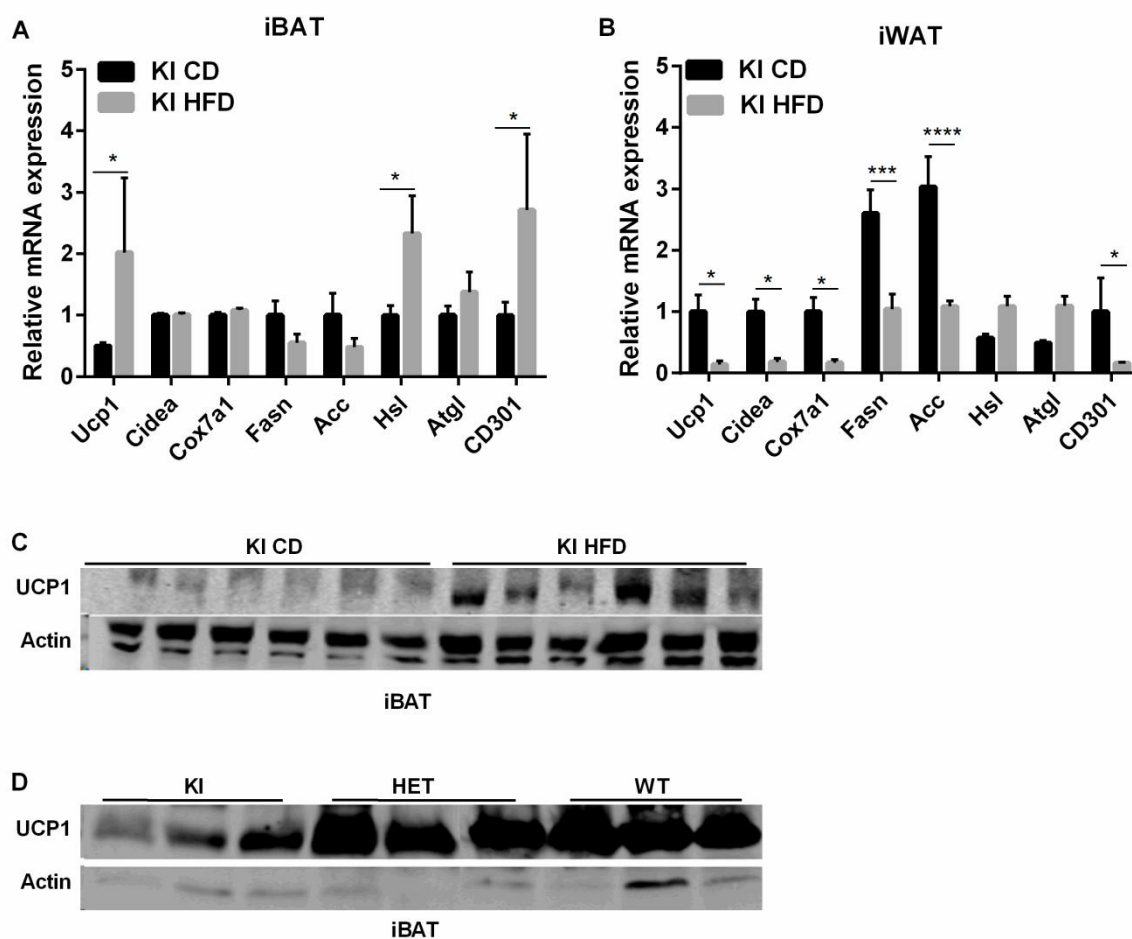 A
iBAT
KI CD
KI HFD
Relative mRNA expression
5
4
3
2
1
0
*
*
*
Ucp1
Cidea
Cox7a1
Fasn
Acc
Hsl
Atgl
CD301
B
iWAT
KI CD
KI HFD
Relative mRNA expression
5
4
3
2
1
0
*
*
*
***
****
*
Ucp1
Cidea
Cox7a1
Fasn
Acc
Hsl
Atgl
CD301
C
KI CD
KI HFD
UCP1
Actin
iBAT
D
KI
HET
WT
UCP1
Actin
iBAT